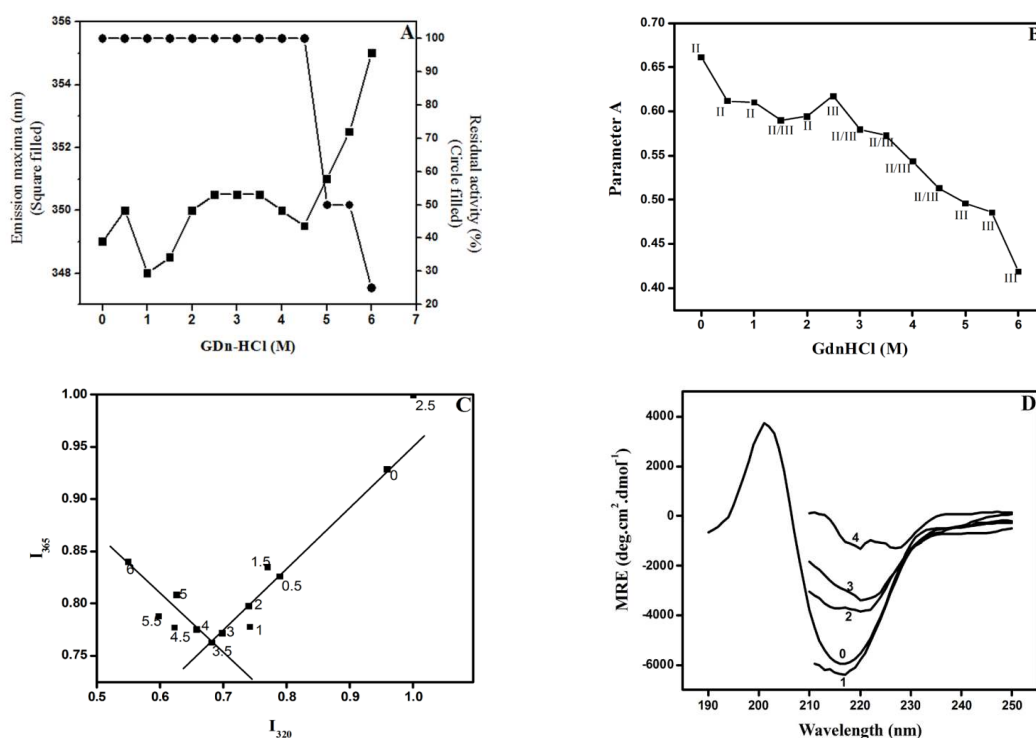 A
356
354
352
350
348
Emission maxima (nm)
(Square filled)
100
90
80
70
60
50
40
30
20
Residual activity (%)
(Circle filled)
0 1 2 3 4 5 6 7
GDn-HCl (M)
B
0.70
0.65
0.60
0.55
0.50
0.45
0.40
Parameter A
II
II
II
II/III
II
III
II/III
II/III
II/III
II/III
III
III
III
0 1 2 3 4 5 6
GdnHCl (M)
C
1.00
0.95
0.90
0.85
0.80
0.75
I365
2.5
0
1.5
0.5
6
5
2
5.5
4.5
4
3
1
3.5
0.5 0.6 0.7 0.8 0.9 1.0
I320
D
4000
2000
0
-2000
-4000
-6000
MRE (deg.cm2.dmol-1)
4
3
2
0
1
190 200 210 220 230 240 250
Wavelength (nm)